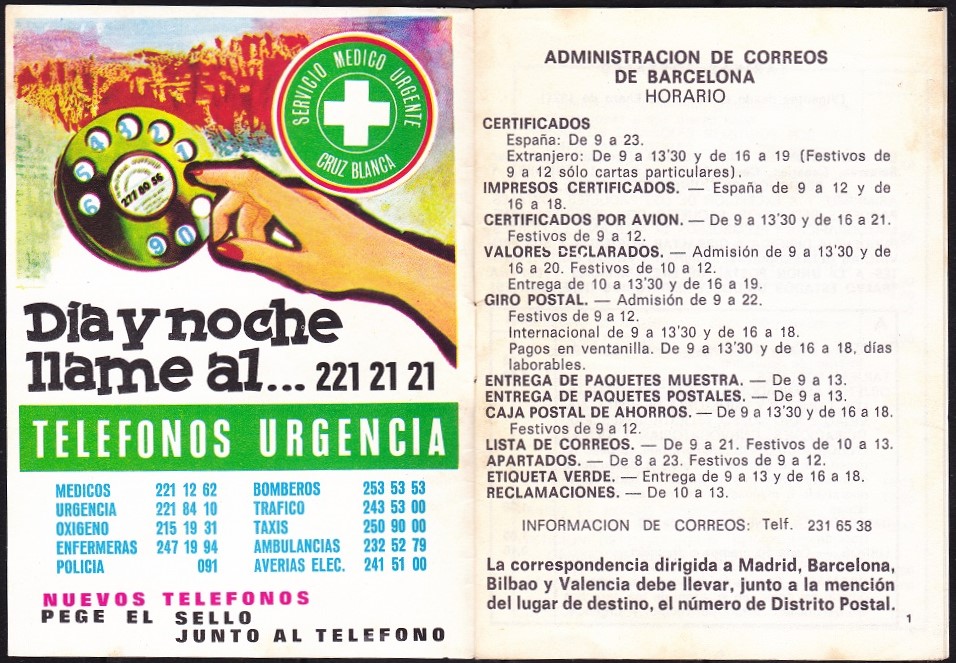 SERVICIO MEDICO URGENTE
CRUZ BLANCA
1
2
3
4
5
6
9
0
Día y noche
llame al... 221 21 21
TELEFONOS URGENCIA
MEDICOS 221 12 62
URGENCIA 221 84 10
OXIGENO 215 19 31
ENFERMERAS 247 19 94
POLICIA 091
BOMBEROS 253 53 53
TRAFICO 243 53 00
TAXIS 250 90 00
AMBULANCIAS 232 52 79
AVERIAS ELEC. 241 51 00
NUEVOS TELEFONOS
PEGE EL SELLO
JUNTO AL TELEFONO
ADMINISTRACION DE CORREOS
DE BARCELONA
HORARIO
CERTIFICADOS
España: De 9 a 23.
Extranjero: De 9 a 13'30 y de 16 a 19 (Festivos de
9 a 12 sólo cartas particulares).
IMPRESOS CERTIFICADOS. — España de 9 a 12 y de
16 a 18.
CERTIFICADOS POR AVION. — De 9 a 13'30 y de 16 a 21.
Festivos de 9 a 12.
VALORES DECLARADOS. — Admisión de 9 a 13'30 y de
16 a 20. Festivos de 10 a 12.
Entrega de 10 a 13'30 y de 16 a 19.
GIRO POSTAL. — Admisión de 9 a 22.
Festivos de 9 a 12.
Internacional de 9 a 13'30 y de 16 a 18.
Pagos en ventanilla. De 9 a 13'30 y de 16 a 18, días
laborables.
ENTREGA DE PAQUETES MUESTRA. — De 9 a 13.
ENTREGA DE PAQUETES POSTALES. — De 9 a 13.
CAJA POSTAL DE AHORROS. — De 9 a 13'30 y de 16 a 18.
Festivos de 9 a 12.
LISTA DE CORREOS. — De 9 a 21. Festivos de 10 a 13.
APARTADOS. — De 8 a 23. Festivos de 9 a 12.
ETIQUETA VERDE. — Entrega de 9 a 13 y de 16 a 18.
RECLAMACIONES. — De 10 a 13.
INFORMACION DE CORREOS: Telf. 231 65 38
La correspondencia dirigida a Madrid, Barcelona,
Bilbao y Valencia debe llevar, junto a la mención
del lugar de destino, el número de Distrito Postal.
1